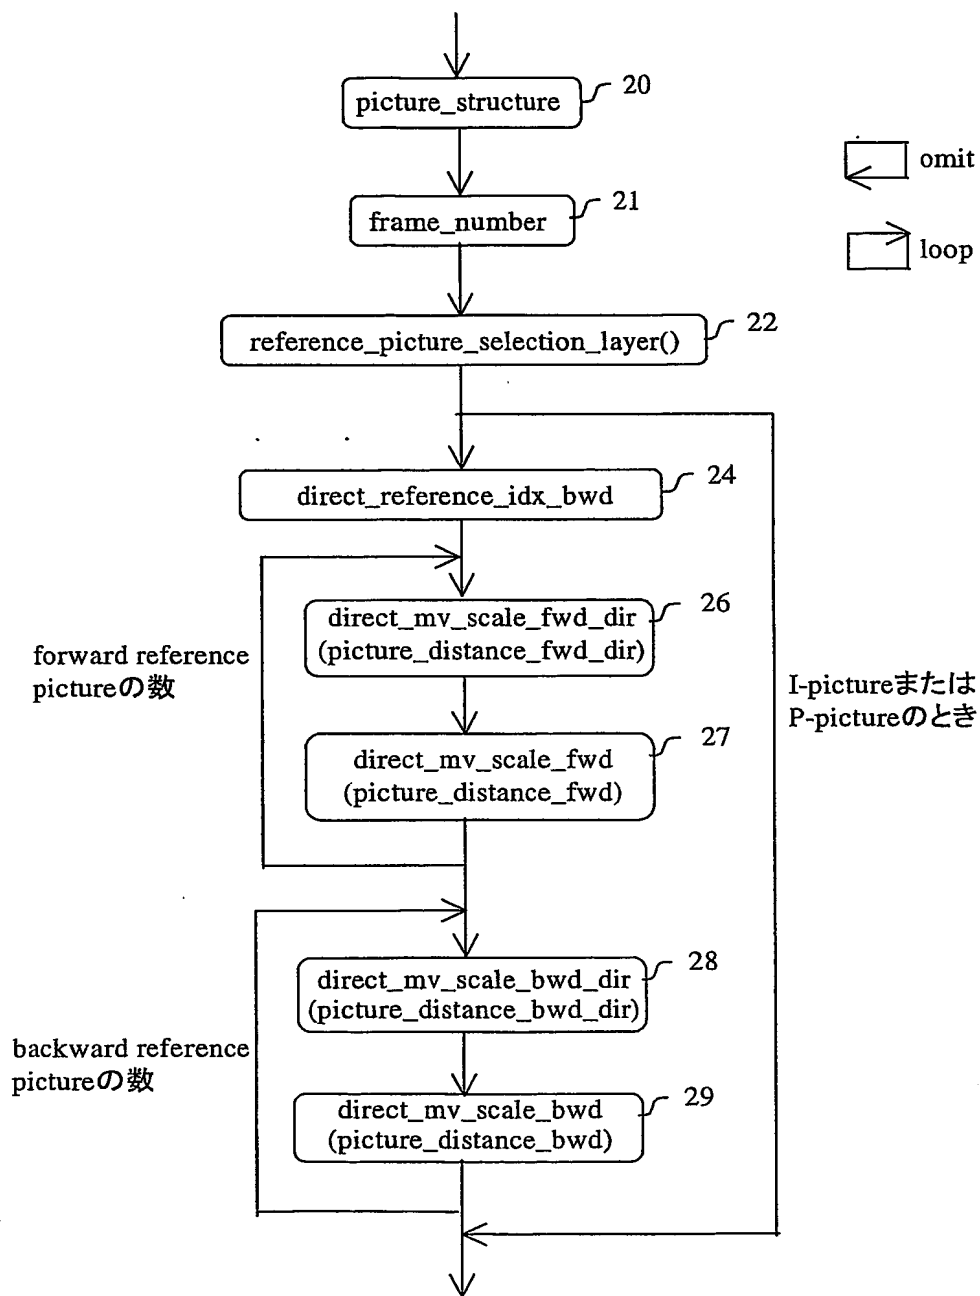 picture_structure
20
omit
frame_number
21
loop
reference_picture_selection_layer()
22
direct_reference_idx_bwd
24
direct_mv_scale_fwd_dir
(picture_distance_fwd_dir)
26
forward reference
pictureの数
I-pictureまたは
P-pictureのとき
direct_mv_scale_fwd
(picture_distance_fwd)
27
direct_mv_scale_bwd_dir
(picture_distance_bwd_dir)
28
backward reference
pictureの数
direct_mv_scale_bwd
(picture_distance_bwd)
29